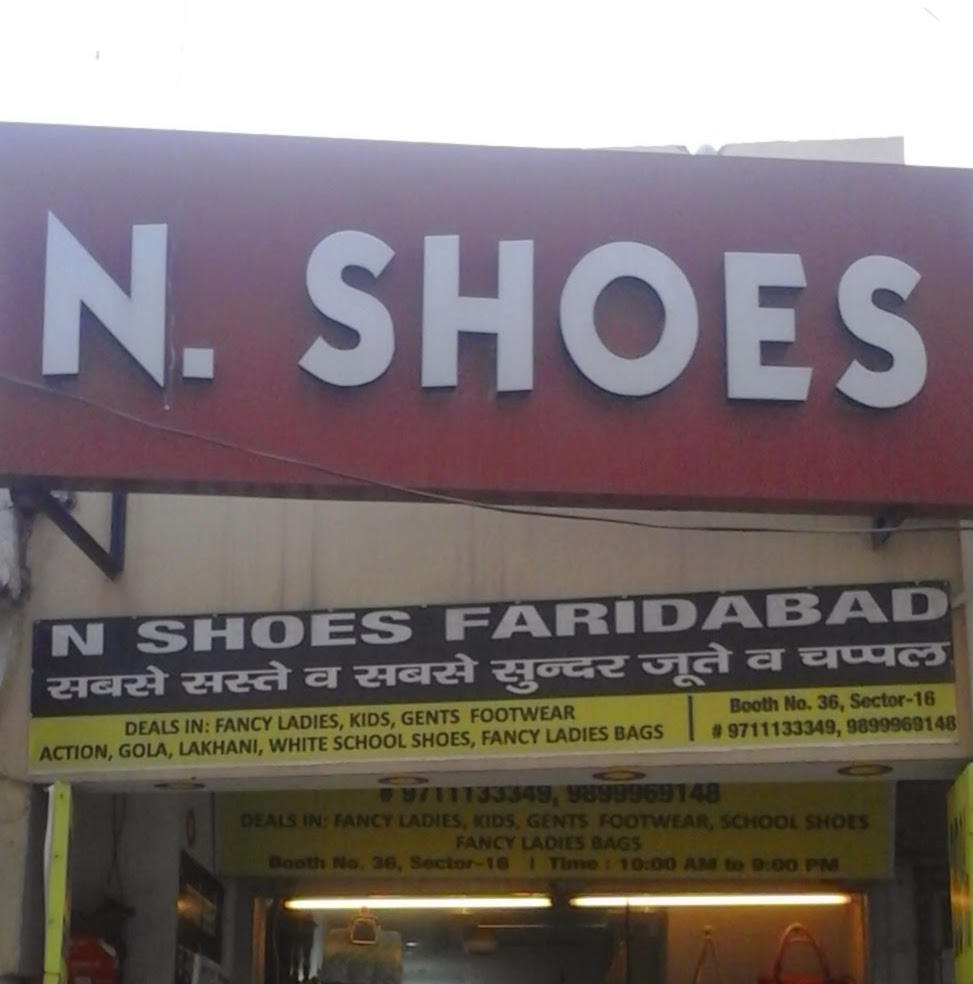 N. SHOES
N SHOES FARIDABAD
सबसे सस्ते व सबसे सुन्दर जूते व चप्पल
DEALS IN: FANCY LADIES, KIDS, GENTS FOOTWEAR
ACTION, GOLA, LAKHANI, WHITE SCHOOL SHOES, FANCY LADIES BAGS
Booth No. 36, Sector-16
# 9711133349, 9899969148
# 9711133349, 9899969148
DEALS IN: FANCY LADIES, KIDS, GENTS FOOTWEAR, SCHOOL SHOES
FANCY LADIES BAGS
Booth No. 36, Sector-16 | Time : 10:00 AM to 9:00 PM